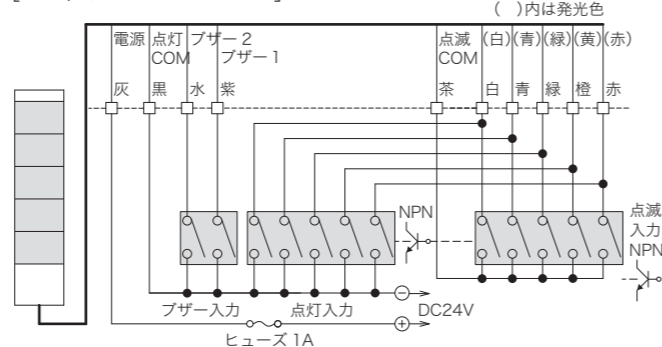 ( )内は発光色
電源 点灯 ブザー2 点滅 (白)(青)(緑)(黄)(赤)
COM ブザー1 COM
灰 黒 水 紫 茶 白 青 緑 橙 赤
NPN
点滅
入力
NPN
ブザー入力 点灯入力 DC24V
ヒューズ1A